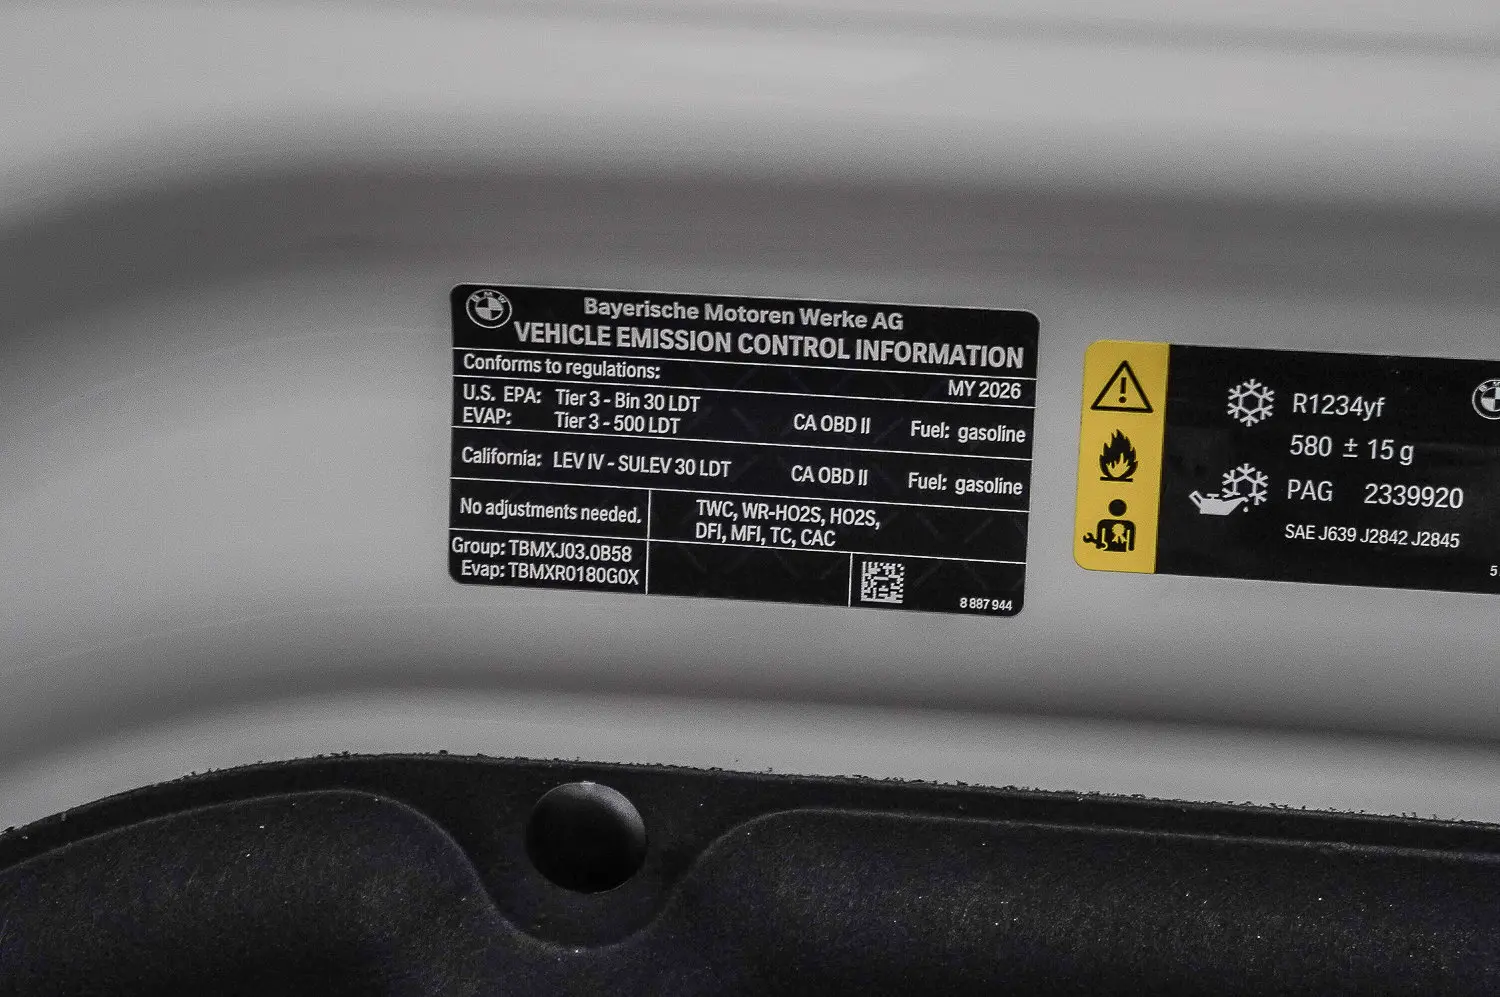 Bayerische Motoren Werke AG
VEHICLE EMISSION CONTROL INFORMATION
Conforms to regulations:
MY 2026
U.S. EPA: Tier 3 - Bin 30 LDT
EVAP: Tier 3 - 500 LDT
CA OBD II
Fuel: gasoline
California: LEV IV - SULEV 30 LDT
CA OBD II
Fuel: gasoline
No adjustments needed.
TWC, WR-HO2S, HO2S,
DFI, MFI, TC, CAC
Group: TBMXJ03.0B58
Evap: TBMXR0180G0X
8 887 944
R1234yf
580 ± 15 g
PAG 2339920
SAE J639 J2842 J2845